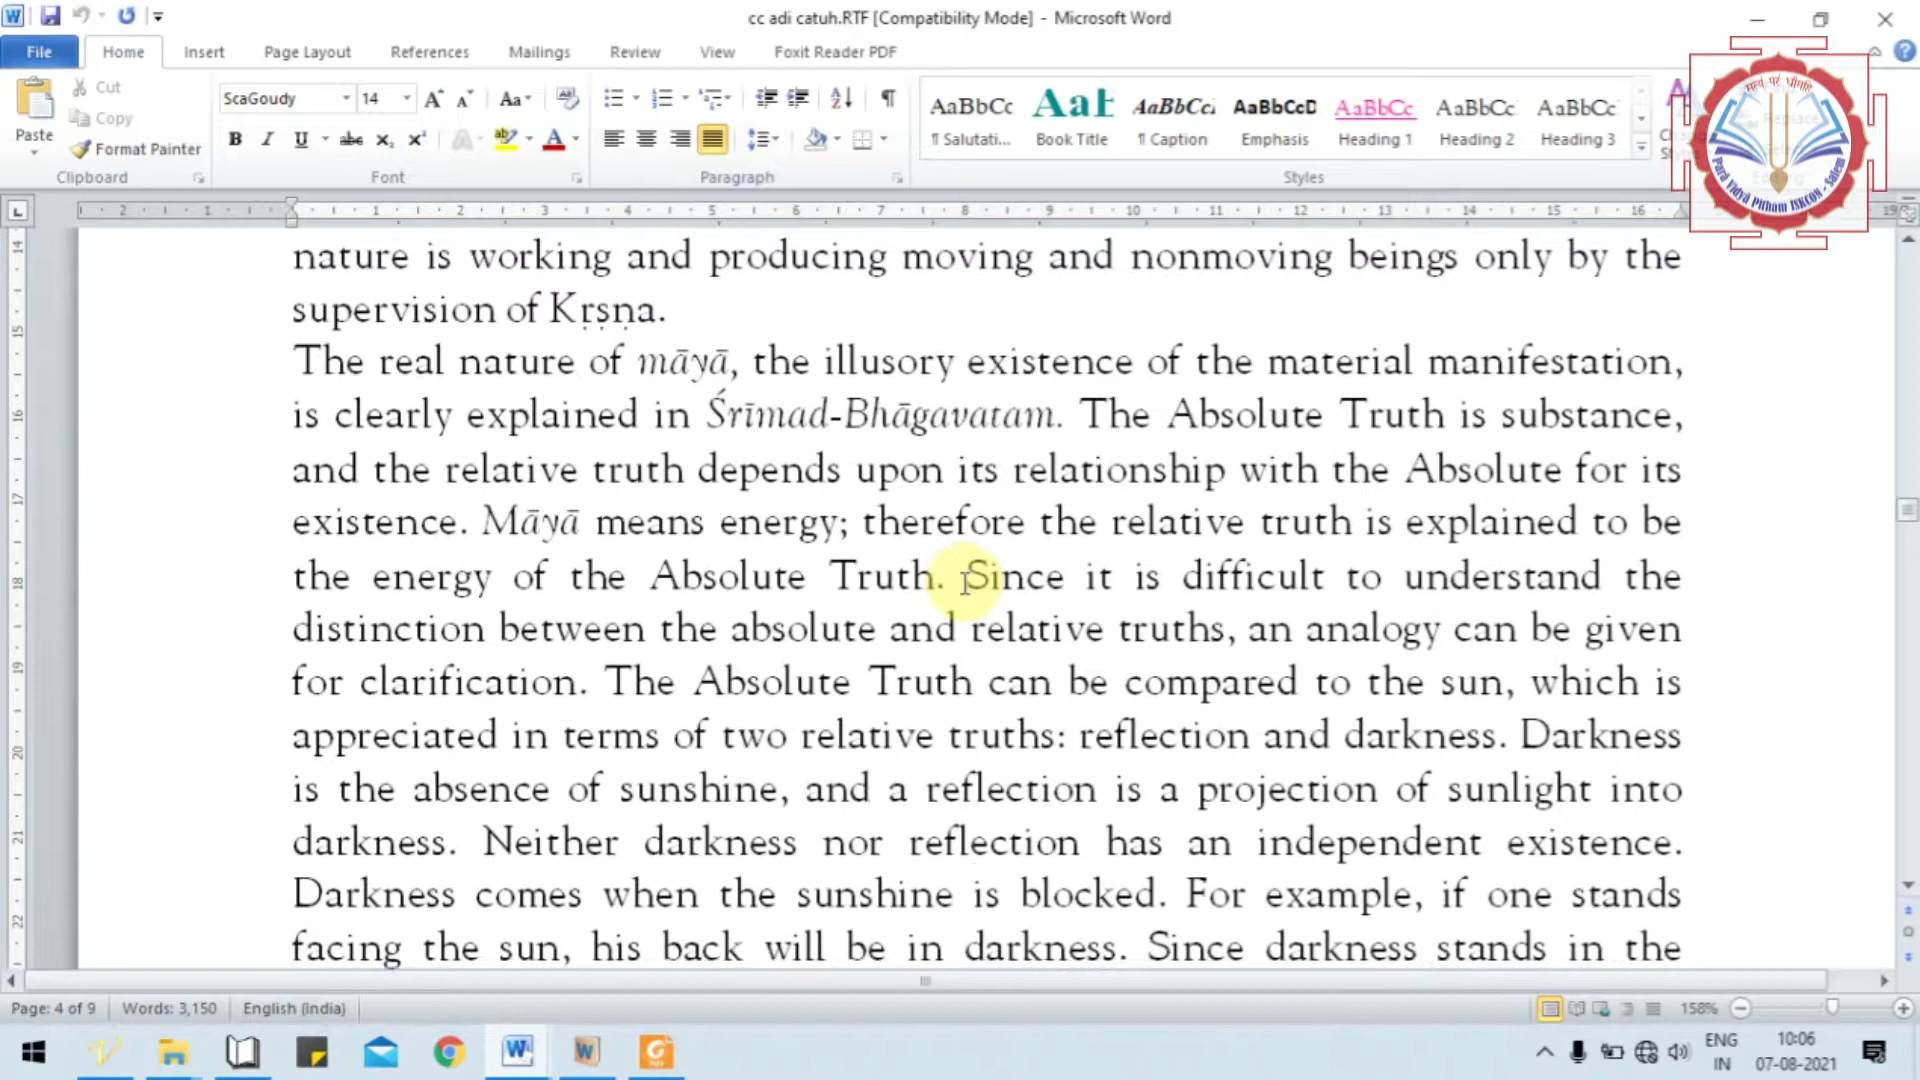 cc adi catuh.RTF [Compatibility Mode] - Microsoft Word
File Home Insert Page Layout References Mailings Review View Foxit Reader PDF
Paste
Cut
Copy
Format Painter
Clipboard
ScaGoudy 14
Font
Paragraph
AaBbCc AaB AaBbCc AaBbCcD AaBbCc AaBbCc AaBbCc
¶ Salutati... Book Title ¶ Caption Emphasis Heading 1 Heading 2 Heading 3
Styles
Replace
सत्यं परं धीमहि
Para Vidya Pitham ISKCON - Salem
nature is working and producing moving and nonmoving beings only by the
supervision of Kṛṣṇa.
The real nature of māyā, the illusory existence of the material manifestation,
is clearly explained in Śrīmad-Bhāgavatam. The Absolute Truth is substance,
and the relative truth depends upon its relationship with the Absolute for its
existence. Māyā means energy; therefore the relative truth is explained to be
the energy of the Absolute Truth. Since it is difficult to understand the
distinction between the absolute and relative truths, an analogy can be given
for clarification. The Absolute Truth can be compared to the sun, which is
appreciated in terms of two relative truths: reflection and darkness. Darkness
is the absence of sunshine, and a reflection is a projection of sunlight into
darkness. Neither darkness nor reflection has an independent existence.
Darkness comes when the sunshine is blocked. For example, if one stands
facing the sun, his back will be in darkness. Since darkness stands in the
Page: 4 of 9 Words: 3,150 English (India) 158%
ENG
IN
10:06
07-08-2021